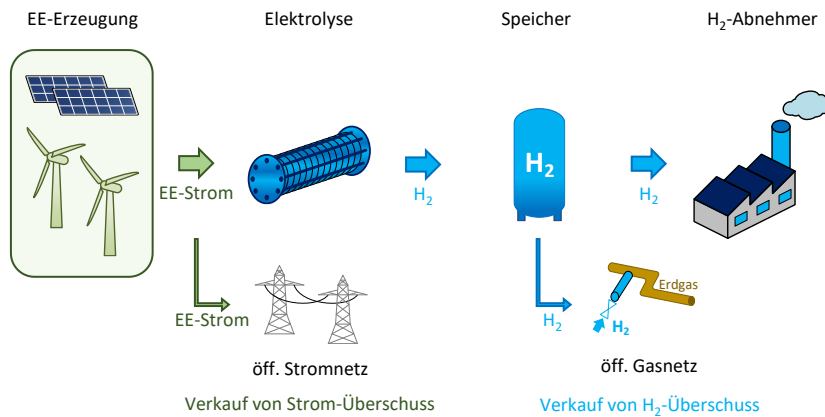 EE-Erzeugung
Elektrolyse
Speicher
H₂-Abnehmer
EE-Strom
H₂
H₂
H₂
EE-Strom
H₂
Erdgas
H₂
öff. Stromnetz
öff. Gasnetz
Verkauf von Strom-Überschuss
Verkauf von H₂-Überschuss